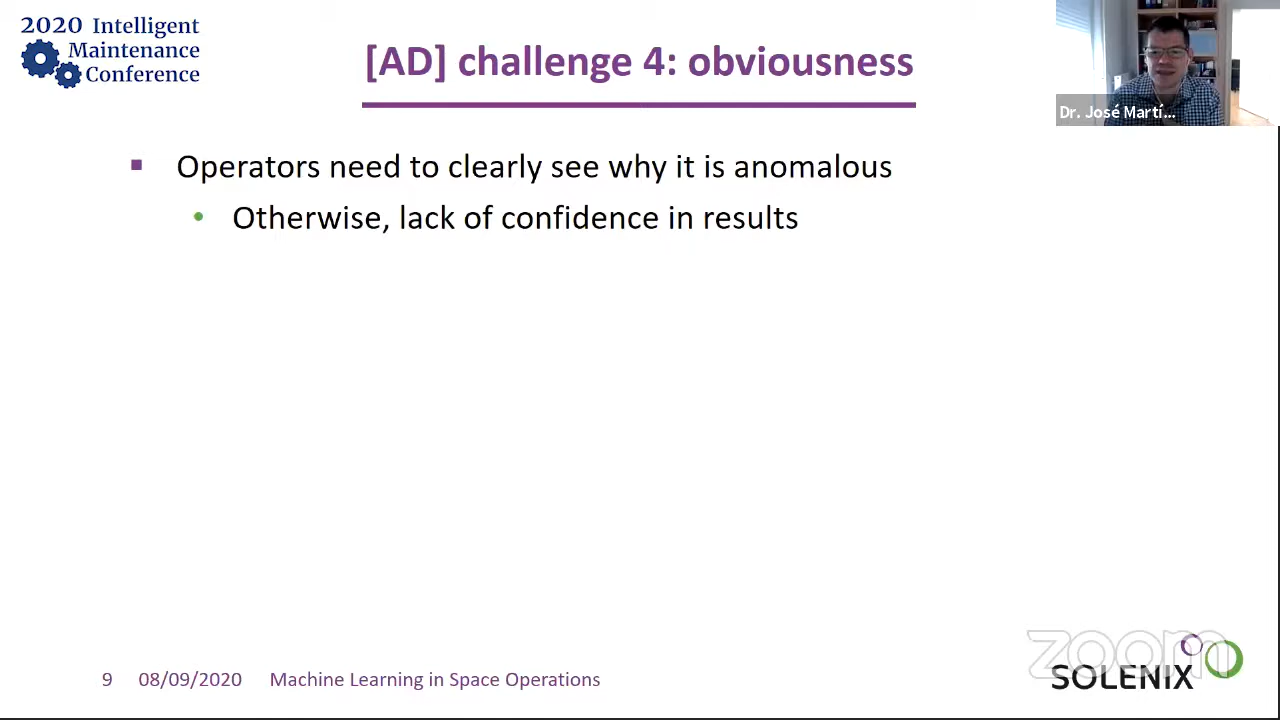 2020 Intelligent
Maintenance
Conference
[AD] challenge 4: obviousness
Dr. José Martí...
Operators need to clearly see why it is anomalous
Otherwise, lack of confidence in results
9 08/09/2020 Machine Learning in Space Operations
zoom
SOLENIX